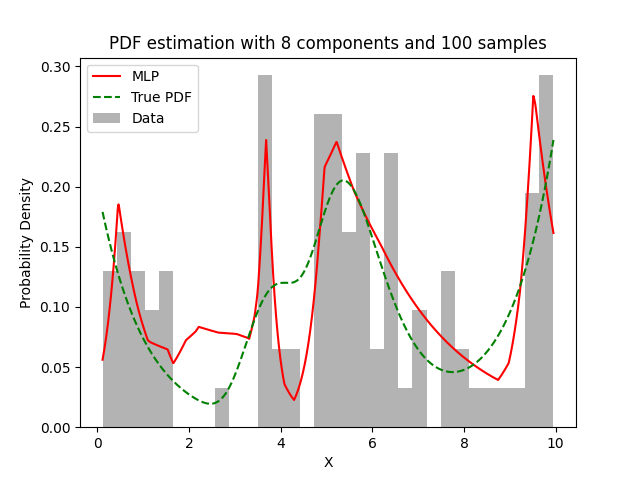 PDF estimation with 8 components and 100 samples
MLP
True PDF
Data
Probability Density
0.30
0.25
0.20
0.15
0.10
0.05
0.00
0 2 4 6 8 10
X